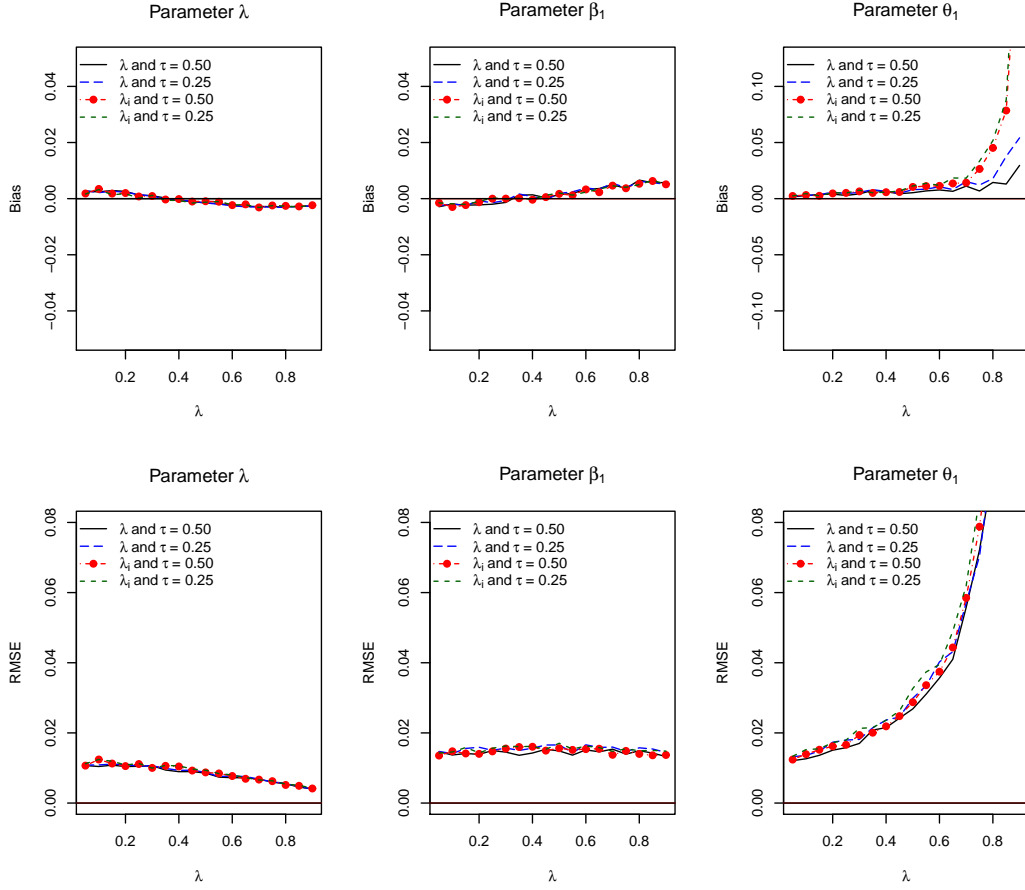 Parameter λ
Parameter β1
Parameter θ1
Bias
0.04
0.02
0.00
−0.02
−0.04
λ and τ = 0.50
λ and τ = 0.25
λi and τ = 0.50
λi and τ = 0.25
0.2 0.4 0.6 0.8
λ
Bias
0.04
0.02
0.00
−0.02
−0.04
λ and τ = 0.50
λ and τ = 0.25
λi and τ = 0.50
λi and τ = 0.25
0.2 0.4 0.6 0.8
λ
Bias
0.10
0.05
0.00
−0.05
−0.10
λ and τ = 0.50
λ and τ = 0.25
λi and τ = 0.50
λi and τ = 0.25
0.2 0.4 0.6 0.8
λ
Parameter λ
Parameter β1
Parameter θ1
RMSE
0.08
0.06
0.04
0.02
0.00
λ and τ = 0.50
λ and τ = 0.25
λi and τ = 0.50
λi and τ = 0.25
0.2 0.4 0.6 0.8
λ
RMSE
0.08
0.06
0.04
0.02
0.00
λ and τ = 0.50
λ and τ = 0.25
λi and τ = 0.50
λi and τ = 0.25
0.2 0.4 0.6 0.8
λ
RMSE
0.08
0.06
0.04
0.02
0.00
λ and τ = 0.50
λ and τ = 0.25
λi and τ = 0.50
λi and τ = 0.25
0.2 0.4 0.6 0.8
λ